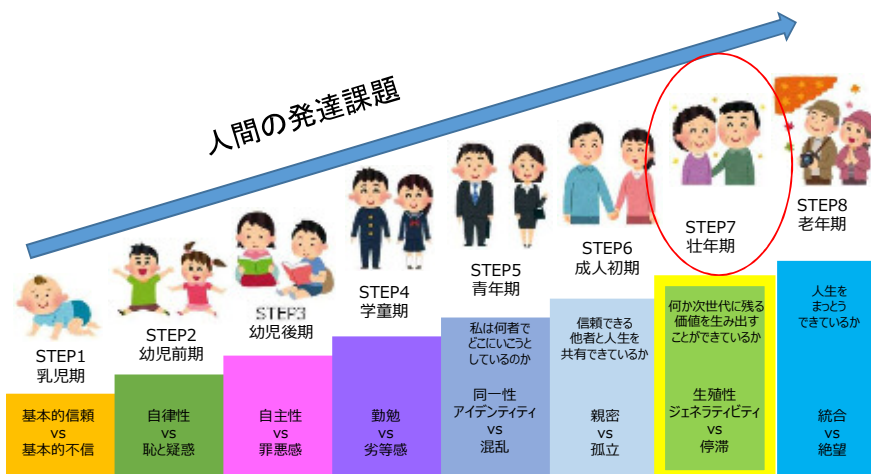 人間の発達課題
STEP1
乳児期
基本的信頼
vs
基本的不信
STEP2
幼児前期
自律性
vs
恥と疑惑
STEP3
幼児後期
自主性
vs
罪悪感
STEP4
学童期
勤勉
vs
劣等感
STEP5
青年期
私は何者で
どこにいこうと
しているのか
同一性
アイデンティティ
vs
混乱
STEP6
成人初期
信頼できる
他者と人生を
共有できているか
親密
vs
孤立
STEP7
壮年期
何か次世代に残る
価値を生み出す
ことができているか
生殖性
ジェネラティビティ
vs
停滞
STEP8
老年期
人生を
まっとう
できているか
統合
vs
絶望